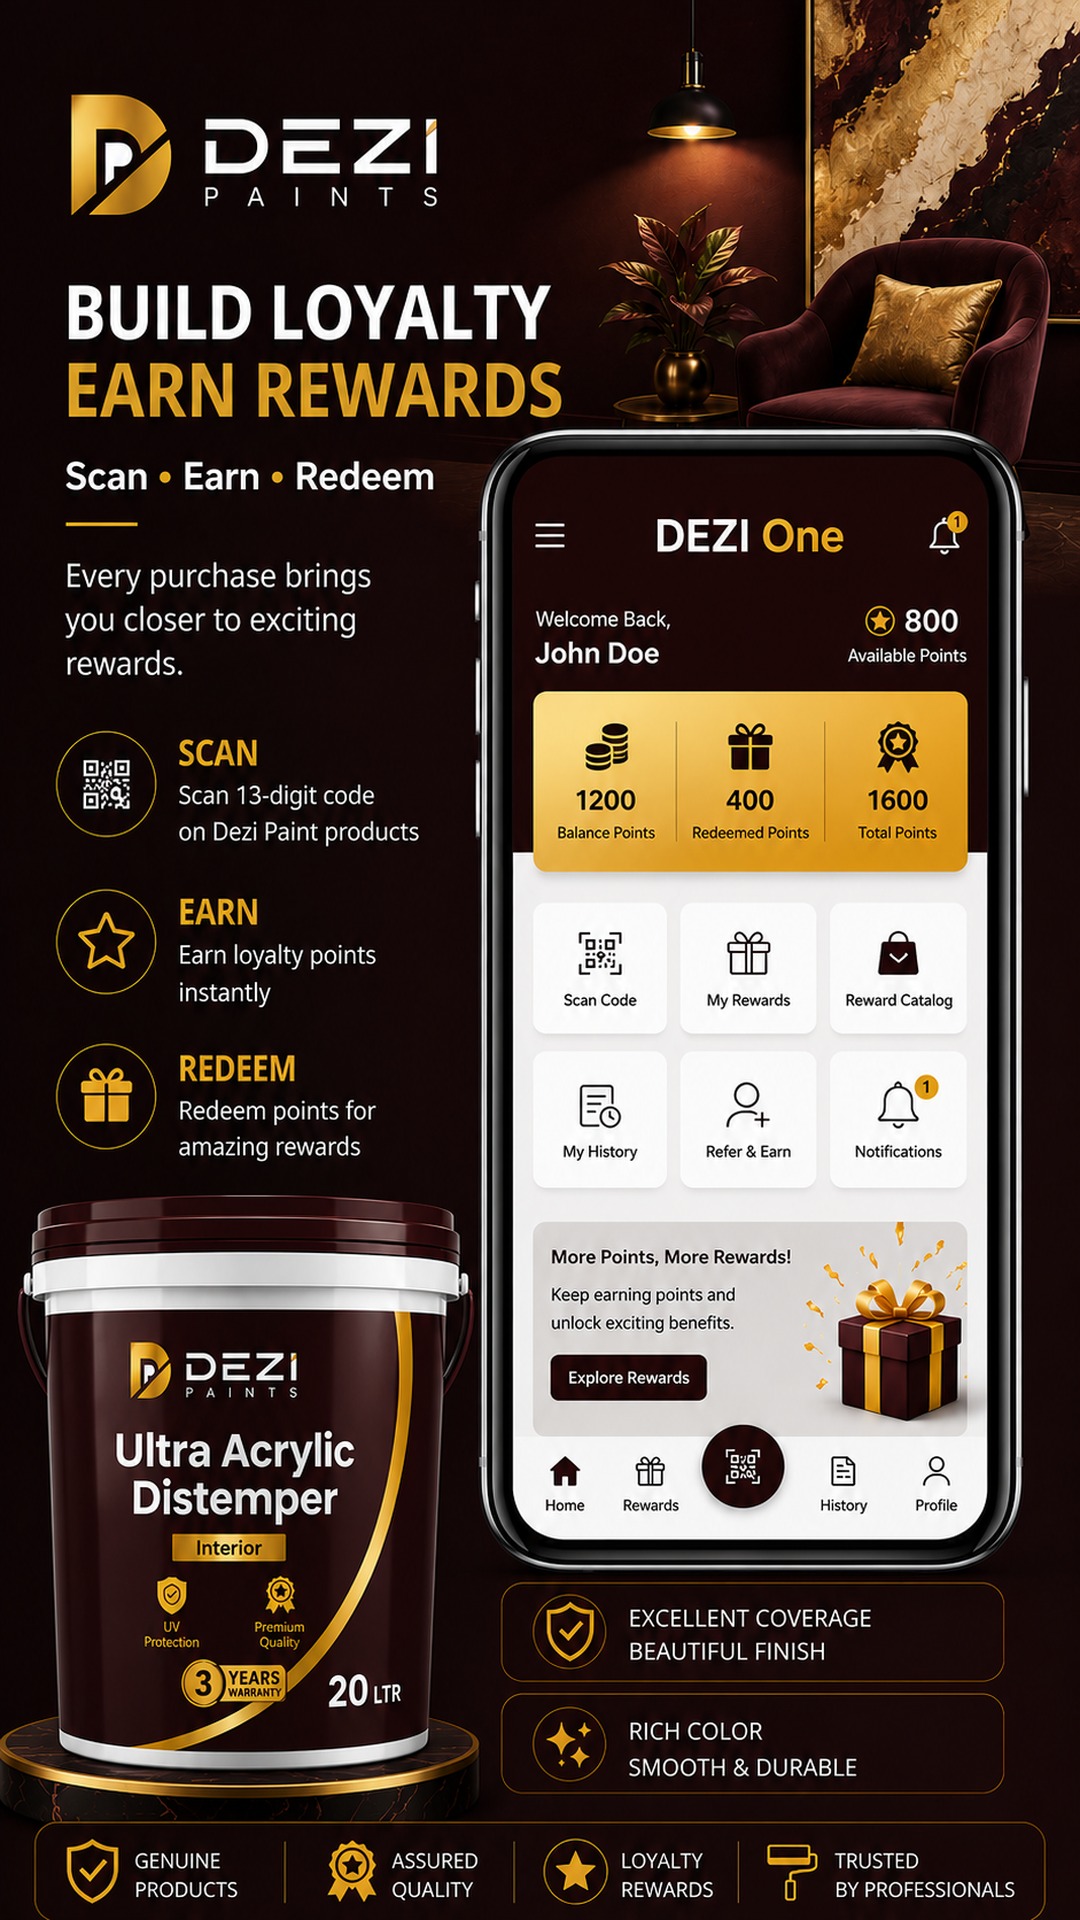 DEZI
PAINTS
BUILD LOYALTY
EARN REWARDS
Scan • Earn • Redeem
Every purchase brings
you closer to exciting
rewards.
SCAN
Scan 13-digit code
on Dezi Paint products
EARN
Earn loyalty points
instantly
REDEEM
Redeem points for
amazing rewards
DEZI One
1
Welcome Back,
John Doe
800
Available Points
1200
Balance Points
400
Redeemed Points
1600
Total Points
Scan Code
My Rewards
Reward Catalog
My History
Refer & Earn
1
Notifications
More Points, More Rewards!
Keep earning points and
unlock exciting benefits.
Explore Rewards
Home
Rewards
History
Profile
DEZI
PAINTS
Ultra Acrylic
Distemper
Interior
UV
Protection
Premium
Quality
3 YEARS
WARRANTY
20 LTR
EXCELLENT COVERAGE
BEAUTIFUL FINISH
RICH COLOR
SMOOTH & DURABLE
GENUINE
PRODUCTS
ASSURED
QUALITY
LOYALTY
REWARDS
TRUSTED
BY PROFESSIONALS